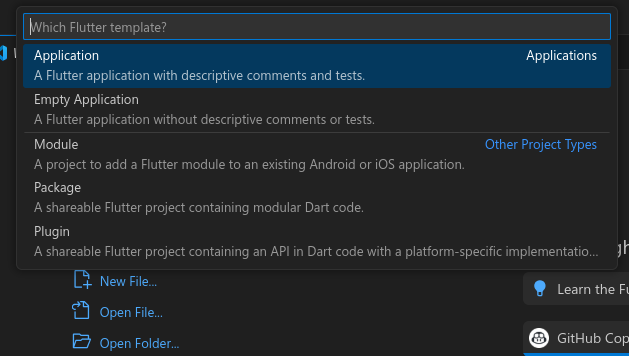 Which Flutter template?
Application Applications
A Flutter application with descriptive comments and tests.
Empty Application
A Flutter application without descriptive comments or tests.
Module Other Project Types
A project to add a Flutter module to an existing Android or iOS application.
Package
A shareable Flutter project containing modular Dart code.
Plugin
A shareable Flutter project containing an API in Dart code with a platform-specific implementatio...
New File...
Open File...
Open Folder...
Learn the Fu
GitHub Cop